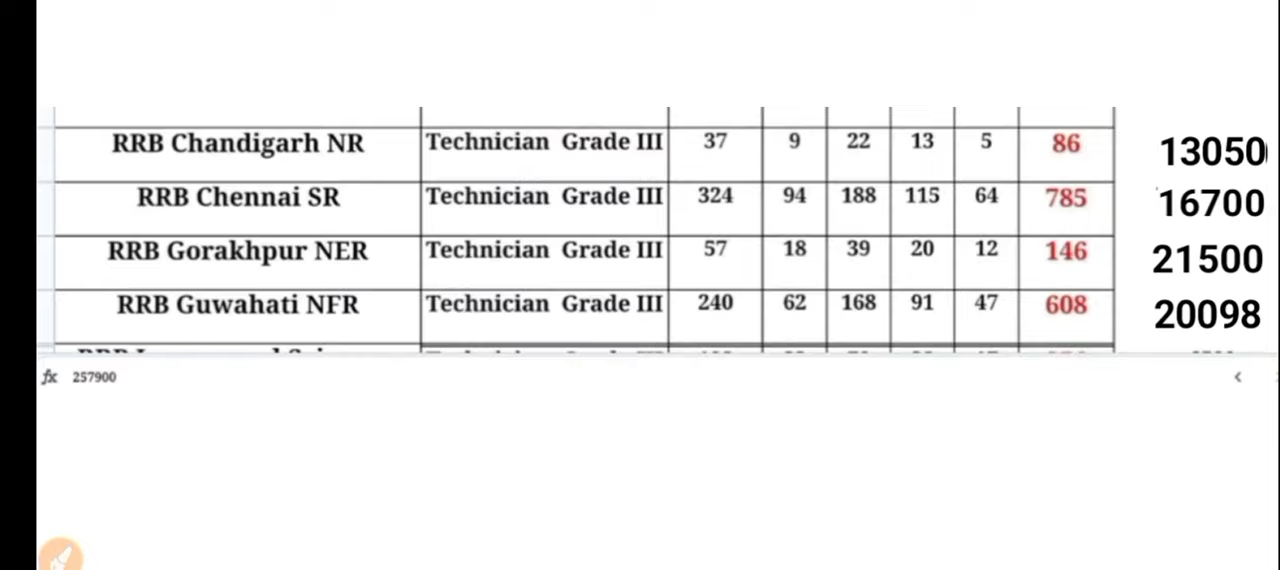 RRB Chandigarh NR Technician Grade III 37 9 22 13 5 86 13050
RRB Chennai SR Technician Grade III 324 94 188 115 64 785 16700
RRB Gorakhpur NER Technician Grade III 57 18 39 20 12 146 21500
RRB Guwahati NFR Technician Grade III 240 62 168 91 47 608 20098
fx 257900